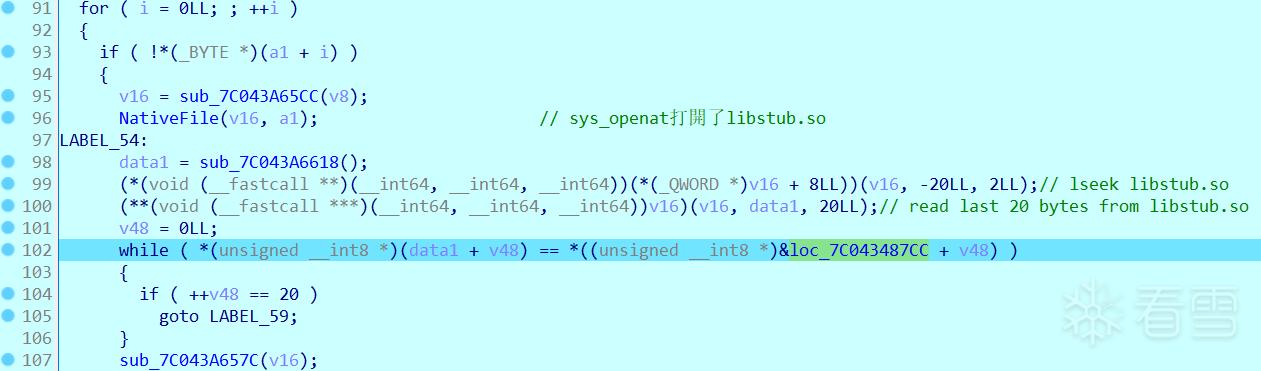 91 for ( i = 0LL; ; ++i )
92 {
93 if ( !*(_BYTE *)(a1 + i) )
94 {
95 v16 = sub_7C043A65CC(v8);
96 NativeFile(v16, a1); // sys_openat打開了libstub.so
97 LABEL_54:
98 data1 = sub_7C043A6618();
99 (*(void (__fastcall **)(__int64, __int64, __int64))(*(_QWORD *)v16 + 8LL))(v16, -20LL, 2LL);// lseek libstub.so
100 (**(void (__fastcall ***)(__int64, __int64, __int64))v16)(v16, data1, 20LL);// read last 20 bytes from libstub.so
101 v48 = 0LL;
102 while ( *(unsigned __int8 *)(data1 + v48) == *((unsigned __int8 *)&loc_7C043487CC + v48) )
103 {
104 if ( ++v48 == 20 )
105 goto LABEL_59;
106 }
107 sub_7C043A657C(v16);
看雪